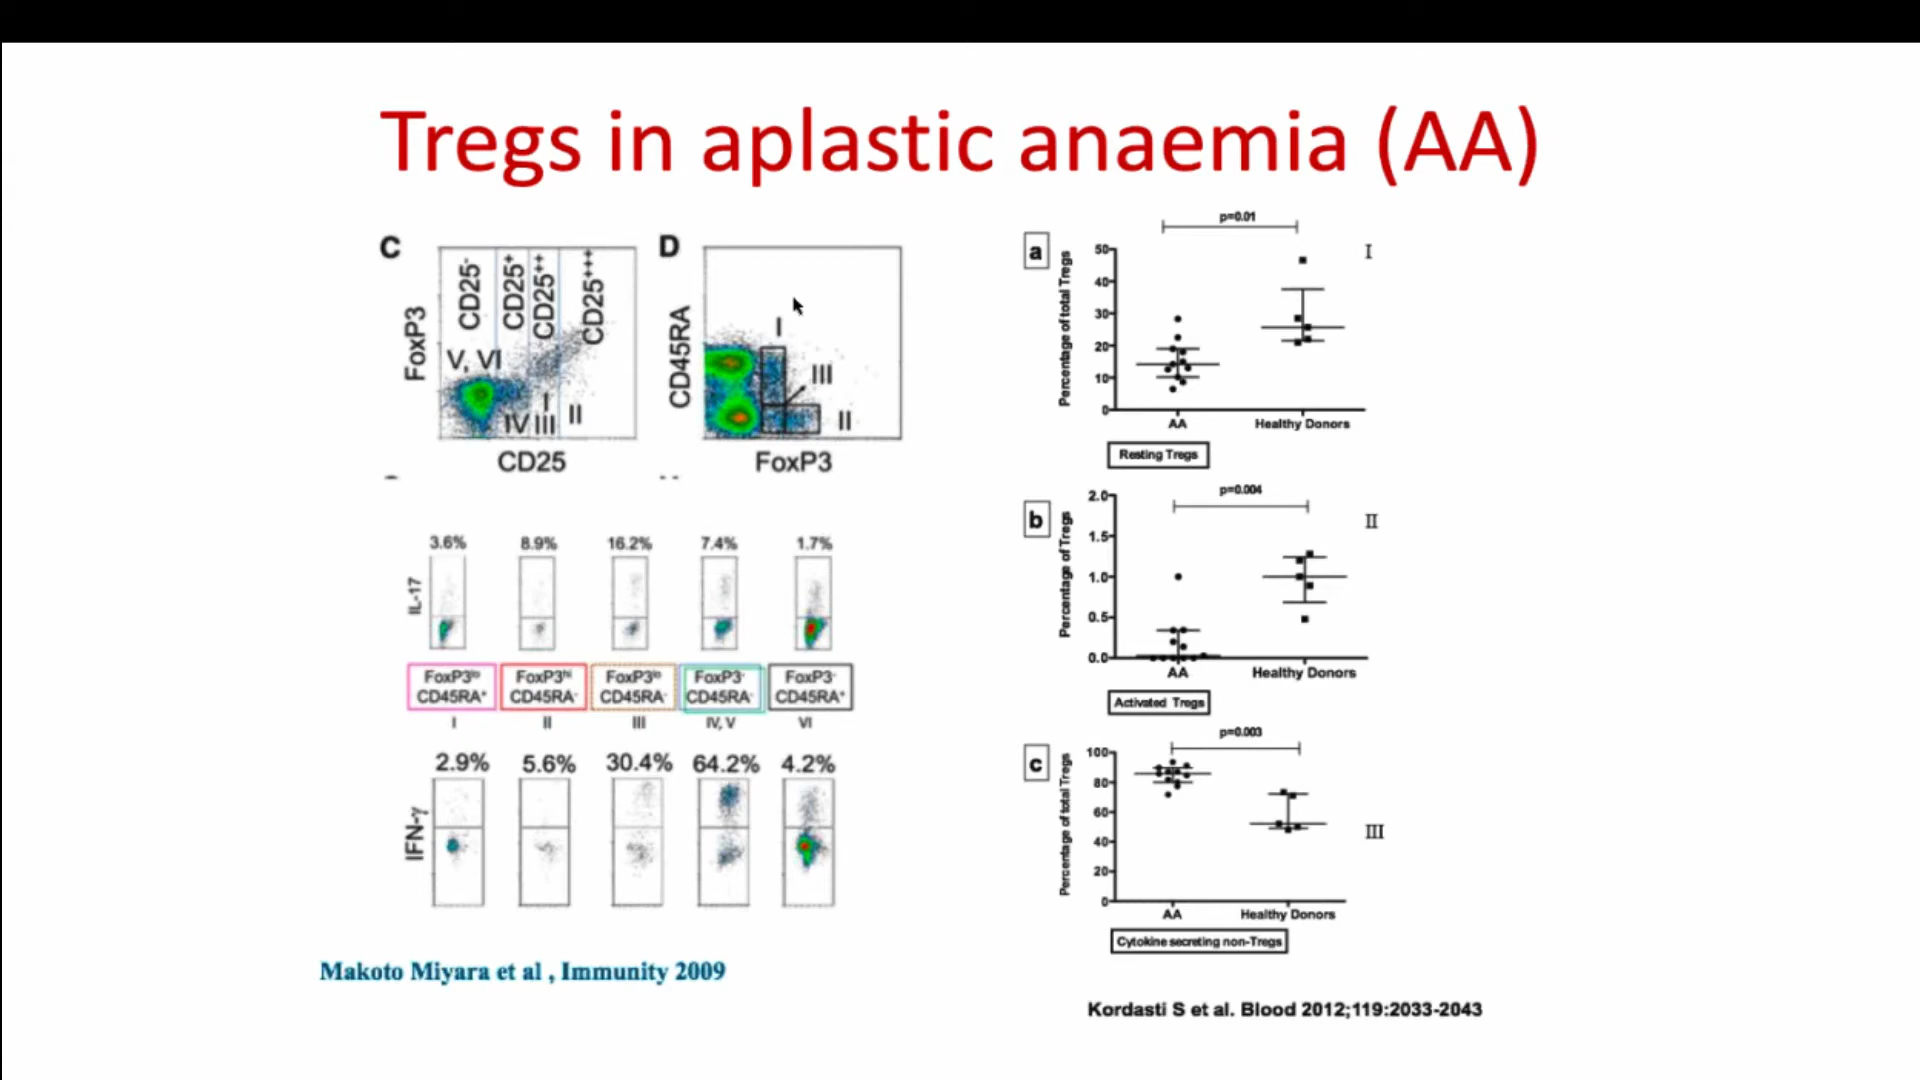 Tregs in aplastic anaemia (AA)
C
FoxP3
CD25-
CD25+
CD25++
CD25+++
V, VI
I
IV III II
CD25
D
CD45RA
I
III
II
FoxP3
3.6% 8.9% 16.2% 7.4% 1.7%
IL-17
FoxP3lo FoxP3hi FoxP3lo FoxP3- FoxP3-
CD45RA+ CD45RA- CD45RA- CD45RA- CD45RA+
I II III IV, V VI
2.9% 5.6% 30.4% 64.2% 4.2%
IFN-γ
Makoto Miyara et al , Immunity 2009
p=0.01
a
I
Percentage of total Tregs
50
40
30
20
10
0
AA Healthy Donors
Resting Tregs
p=0.004
b
II
Percentage of Tregs
2.0
1.5
1.0
0.5
0.0
AA Healthy Donors
Activated Tregs
p=0.003
c
III
Percentage of total Tregs
100
80
60
40
20
0
AA Healthy Donors
Cytokine secreting non-Tregs
Kordasti S et al. Blood 2012;119:2033-2043